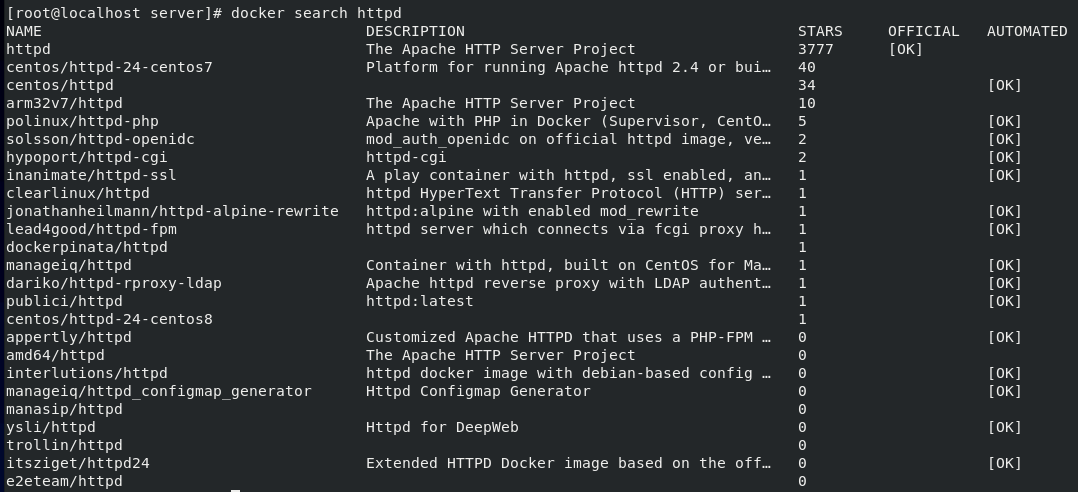 [root@localhost server]# docker search httpd
NAME DESCRIPTION STARS OFFICIAL AUTOMATED
httpd The Apache HTTP Server Project 3777 [OK]
centos/httpd-24-centos7 Platform for running Apache httpd 2.4 or bui… 40
centos/httpd 34 [OK]
arm32v7/httpd The Apache HTTP Server Project 10
polinux/httpd-php Apache with PHP in Docker (Supervisor, CentO… 5 [OK]
solsson/httpd-openidc mod_auth_openidc on official httpd image, ve… 2 [OK]
hypoport/httpd-cgi httpd-cgi 2 [OK]
inanimate/httpd-ssl A play container with httpd, ssl enabled, an… 1 [OK]
clearlinux/httpd httpd HyperText Transfer Protocol (HTTP) ser… 1
jonathanheilmann/httpd-alpine-rewrite httpd:alpine with enabled mod_rewrite 1 [OK]
lead4good/httpd-fpm httpd server which connects via fcgi proxy h… 1 [OK]
dockerpinata/httpd 1
manageiq/httpd Container with httpd, built on CentOS for Ma… 1 [OK]
dariko/httpd-rproxy-ldap Apache httpd reverse proxy with LDAP authent… 1 [OK]
publici/httpd httpd:latest 1 [OK]
centos/httpd-24-centos8 1
appertly/httpd Customized Apache HTTPD that uses a PHP-FPM … 0 [OK]
amd64/httpd The Apache HTTP Server Project 0
interlutions/httpd httpd docker image with debian-based config … 0 [OK]
manageiq/httpd_configmap_generator Httpd Configmap Generator 0 [OK]
manasip/httpd 0
ysli/httpd Httpd for DeepWeb 0 [OK]
trollin/httpd 0
itsziget/httpd24 Extended HTTPD Docker image based on the off… 0 [OK]
e2eteam/httpd 0